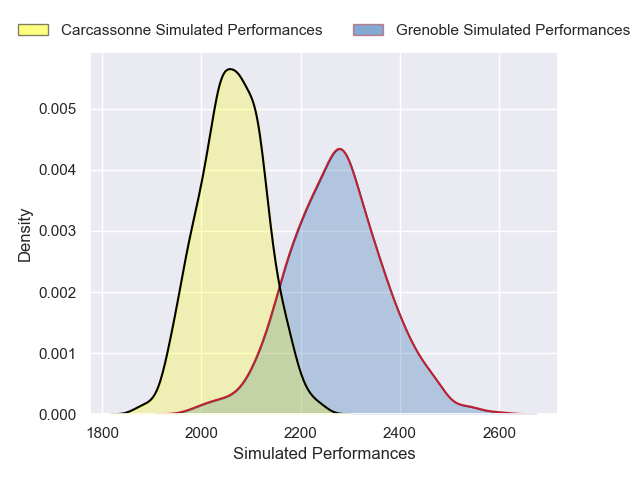 Carcassonne Simulated Performances Grenoble Simulated Performances
0.005
0.004
0.003
0.002
0.001
0.000
Density
1800 2000 2200 2400 2600
Simulated Performances